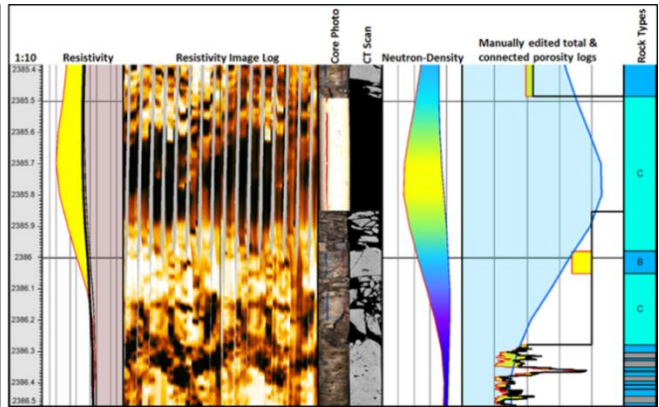 1:10
Resistivity
Resistivity Image Log
Core Photo
CT Scan
Neutron-Density
Manually edited total &
connected porosity logs
Rock Types
2385.4
2385.5
2385.6
2385.7
2385.8
2385.9
2386
2386.1
2386.2
2386.3
2386.4
2386.5
C
B
C